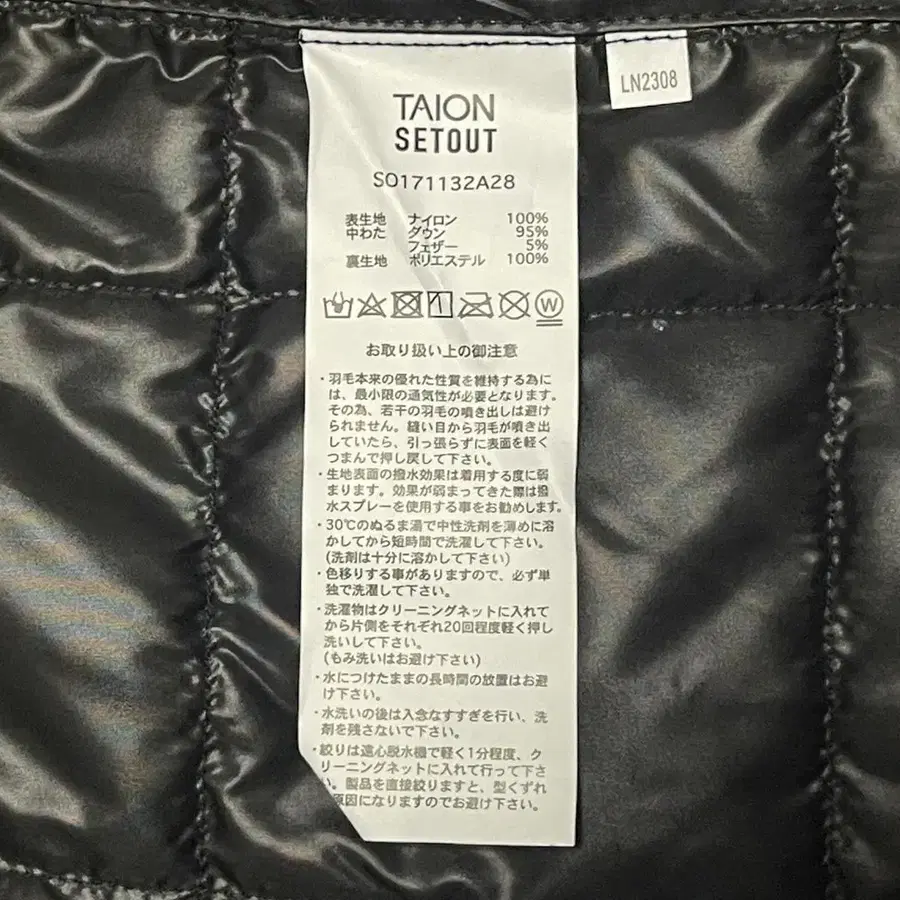 TAION
SETOUT
LN2308
SO171132A28
表生地 ナイロン 100%
中わた ダウン 95%
フェザー 5%
裏生地 ポリエステル 100%
W
お取り扱い上の御注意
・羽毛本来の優れた性質を維持する為に
は、最小限の通気性が必要となります。
その為、若干の羽毛の噴き出しは避け
られません。縫い目から羽毛が噴き出
していたら、引っ張らずに表面を軽く
つまんで押し戻して下さい。
・生地表面の撥水効果は着用する度に弱
まります。効果が弱まってきた際は撥
水スプレーを使用する事をお勧めします。
・30℃のぬるま湯で中性洗剤を薄めに溶
かしてから短時間で洗濯して下さい。
(洗剤は十分に溶かして下さい)
・色移りする事がありますので、必ず単
独で洗濯して下さい。
・洗濯物はクリーニングネットに入れて
から片側をそれぞれ20回程度軽く押し
洗いして下さい。
(もみ洗いはお避け下さい)
・水につけたままの長時間の放置はお避
け下さい。
・水洗いの後は入念なすすぎを行い、洗
剤を残さないで下さい。
・絞りは遠心脱水機で軽く1分程度、ク
リーニングネットに入れて行って下さ
い。製品を直接絞りますと、型くずれ
原因になりますのでお避け下さい。